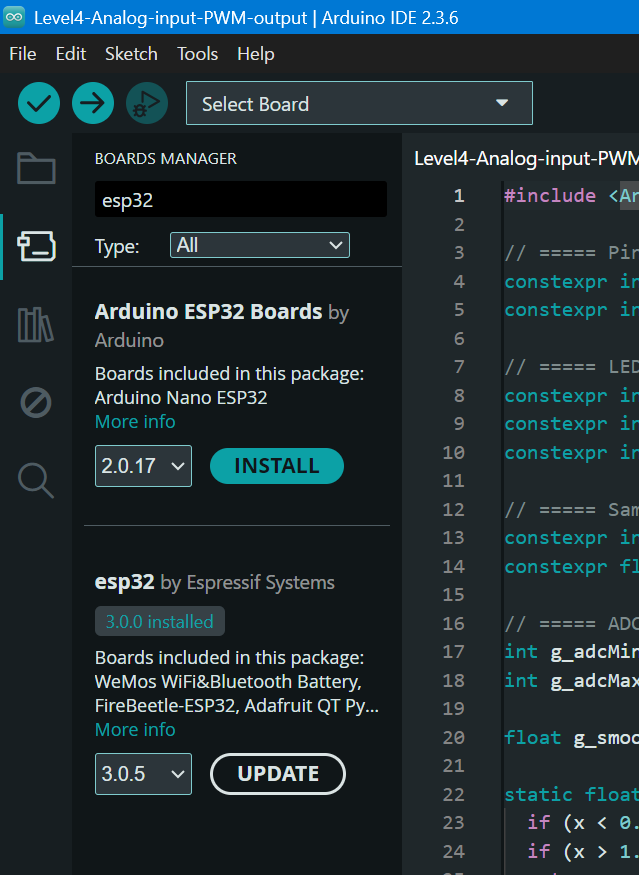 Level4-Analog-input-PWM-output | Arduino IDE 2.3.6
File Edit Sketch Tools Help
Select Board
BOARDS MANAGER
esp32
Type: All
Arduino ESP32 Boards by
Arduino
Boards included in this package:
Arduino Nano ESP32
More info
2.0.17 INSTALL
esp32 by Espressif Systems
3.0.0 installed
Boards included in this package:
WeMos WiFi&Bluetooth Battery,
FireBeetle-ESP32, Adafruit QT Py...
More info
3.0.5 UPDATE
Level4-Analog-input-PWM
1 #include <Ar
2
3 // ===== Pin
4 constexpr in
5 constexpr in
6
7 // ===== LED
8 constexpr in
9 constexpr in
10 constexpr in
11
12 // ===== Sam
13 constexpr in
14 constexpr fl
15
16 // ===== ADC
17 int g_adcMin
18 int g_adcMax
19
20 float g_smoo
21
22 static float
23 if (x < 0.
24 if (x > 1.